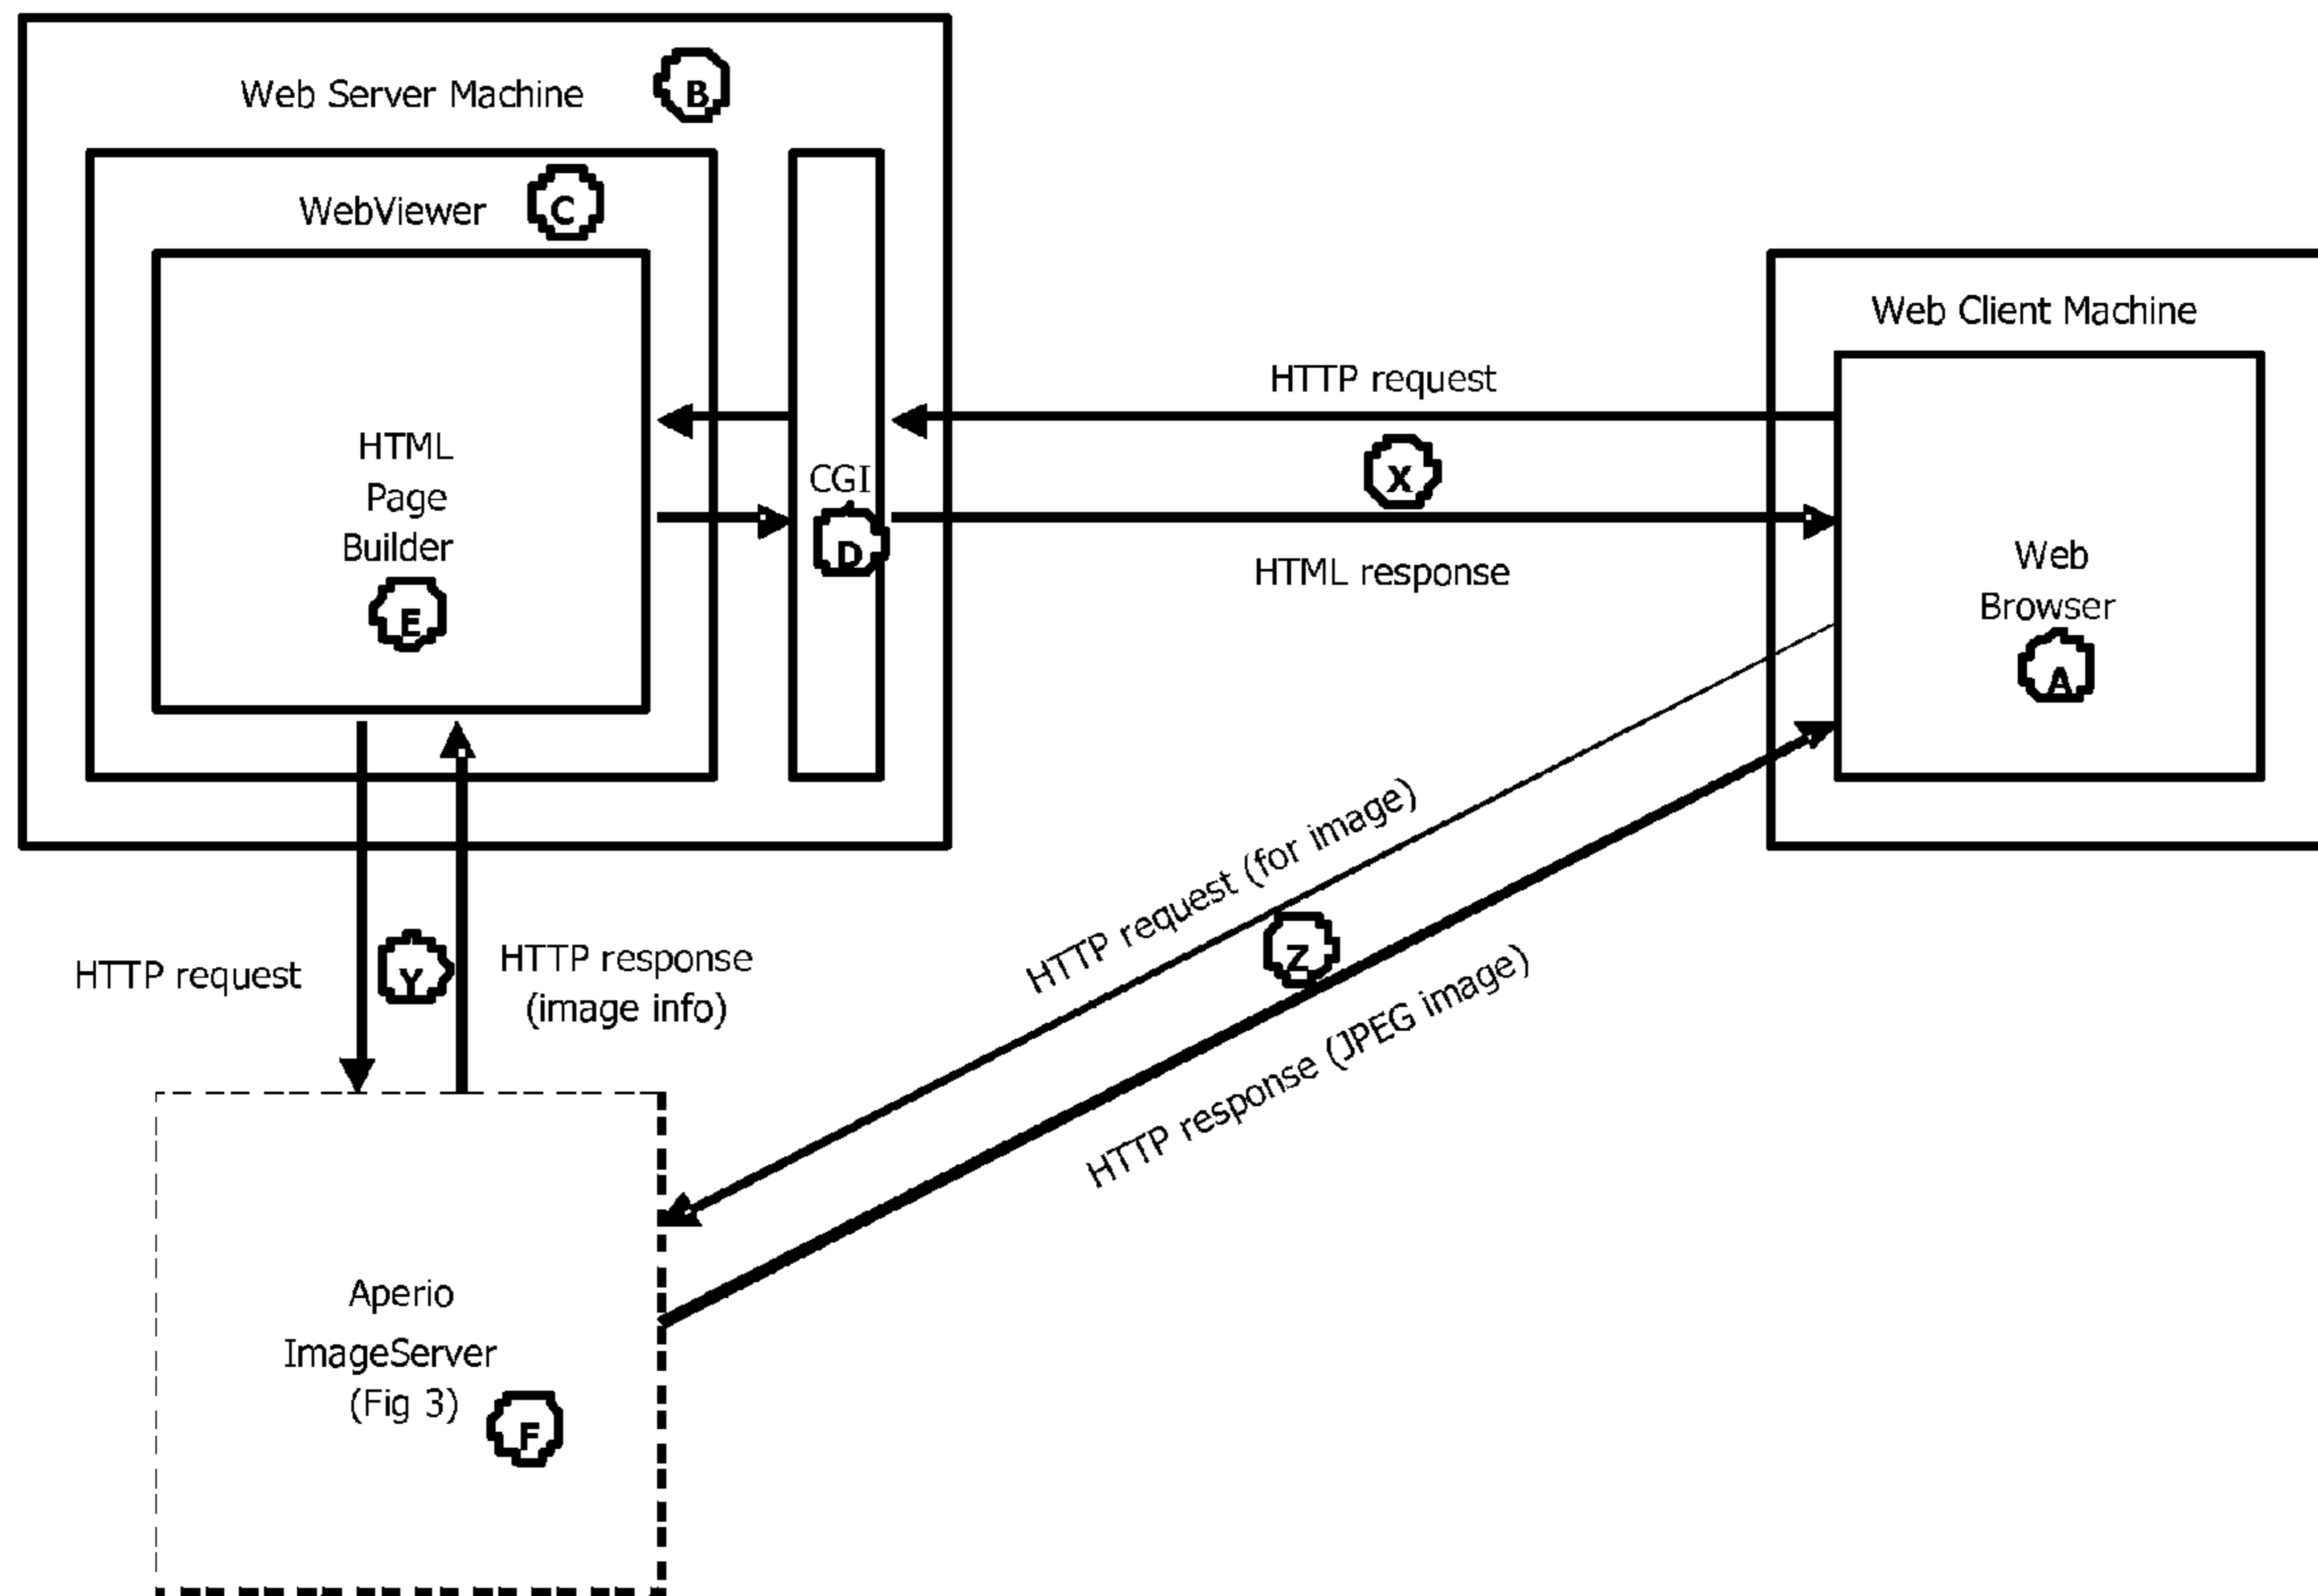 Web Server Machine
B
WebViewer
C
HTML
Page
Builder
E
CGI
D
HTTP request
X
HTML response
Web Client Machine
Web
Browser
A
HTTP request
Y
HTTP response
(image info)
HTTP request (for image)
Z
HTTP response (JPEG image)
Aperio
ImageServer
(Fig 3)
F